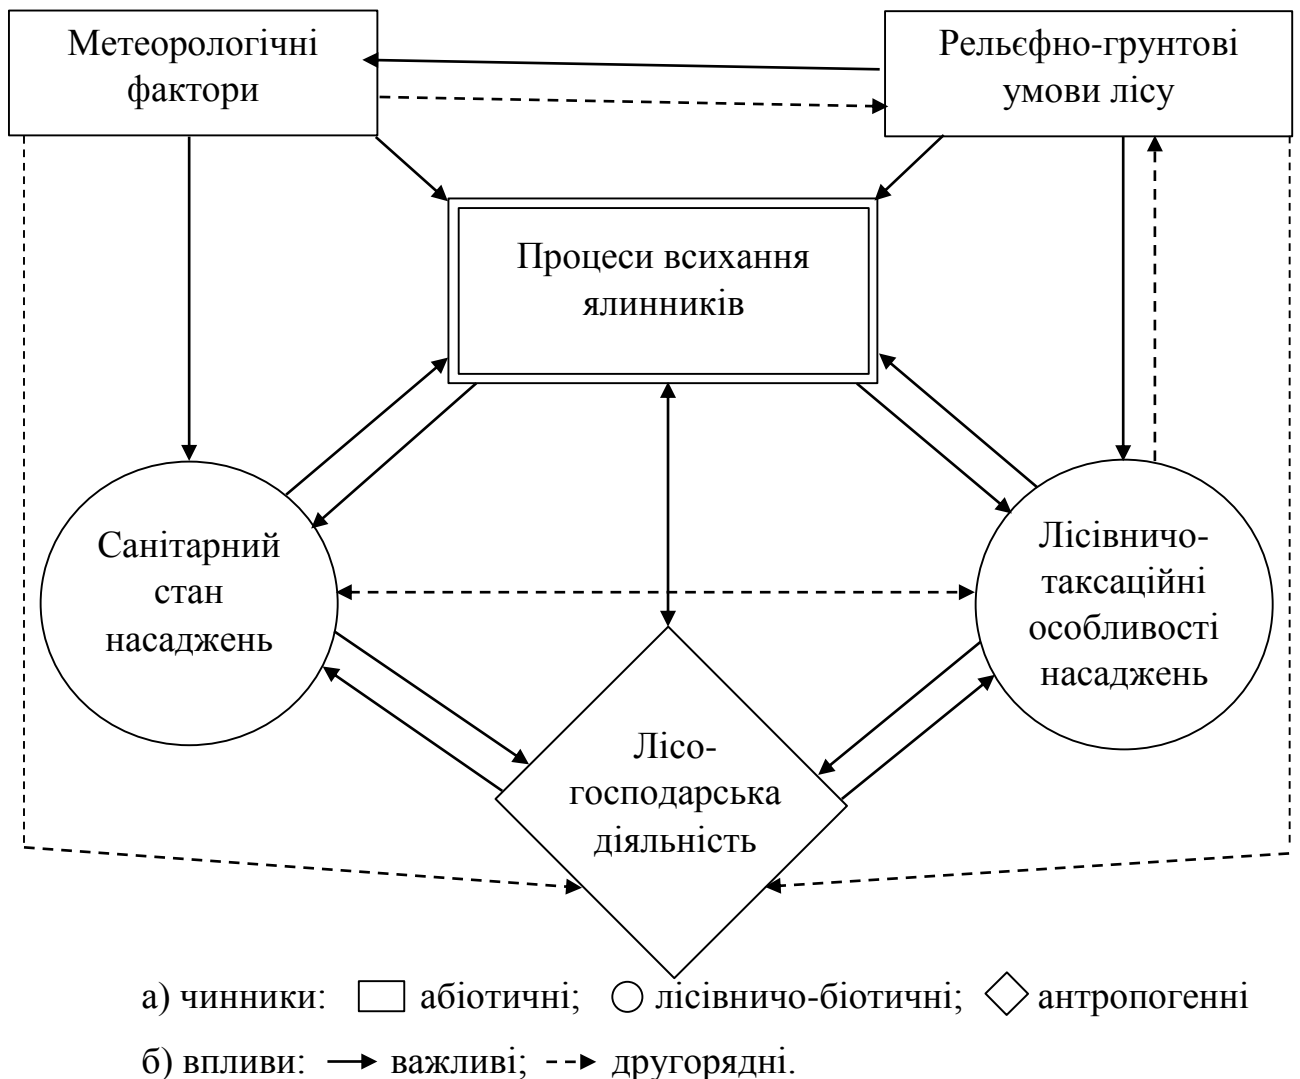 Метеорологічні
фактори
Рельєфно-грунтові
умови лісу
Процеси всихання
ялинників
Санітарний
стан
насаджень
Лісівничо-
таксаційні
особливості
насаджень
Лісо-
господарська
діяльність
а) чинники: абіотичні; лісівничо-біотичні; антропогенні
б) впливи: важливі; другорядні.